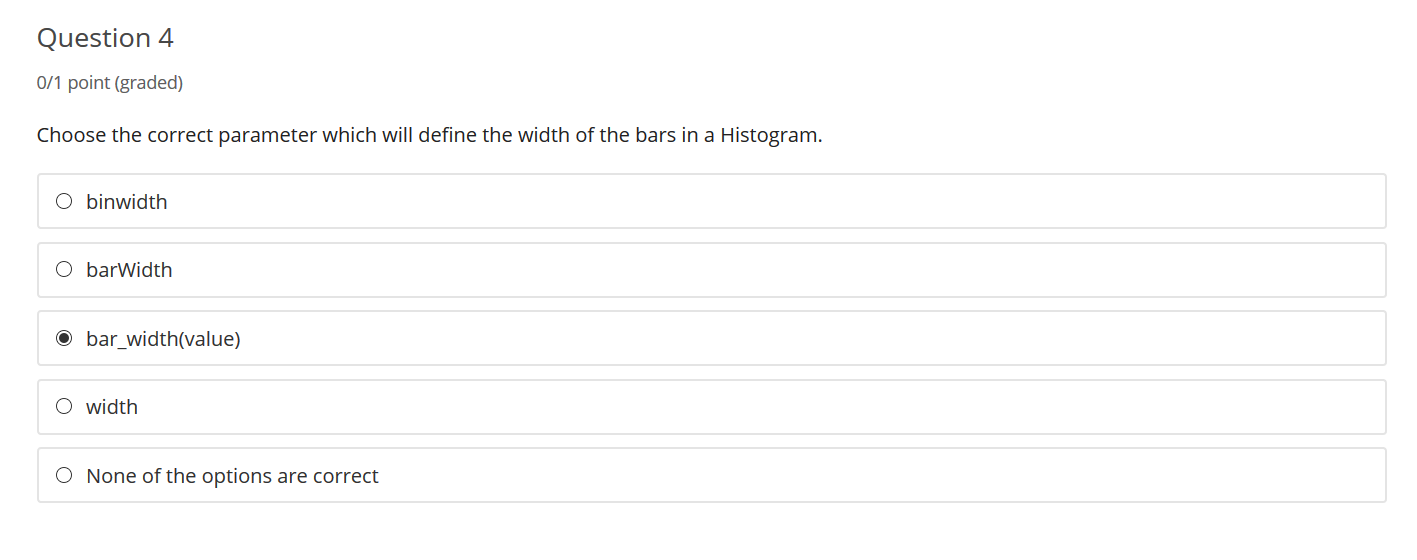 Question 4
0/1 point (graded)
Choose the correct parameter which will define the width of the bars in a Histogram.
binwidth
barWidth
bar_width(value)
width
None of the options are correct